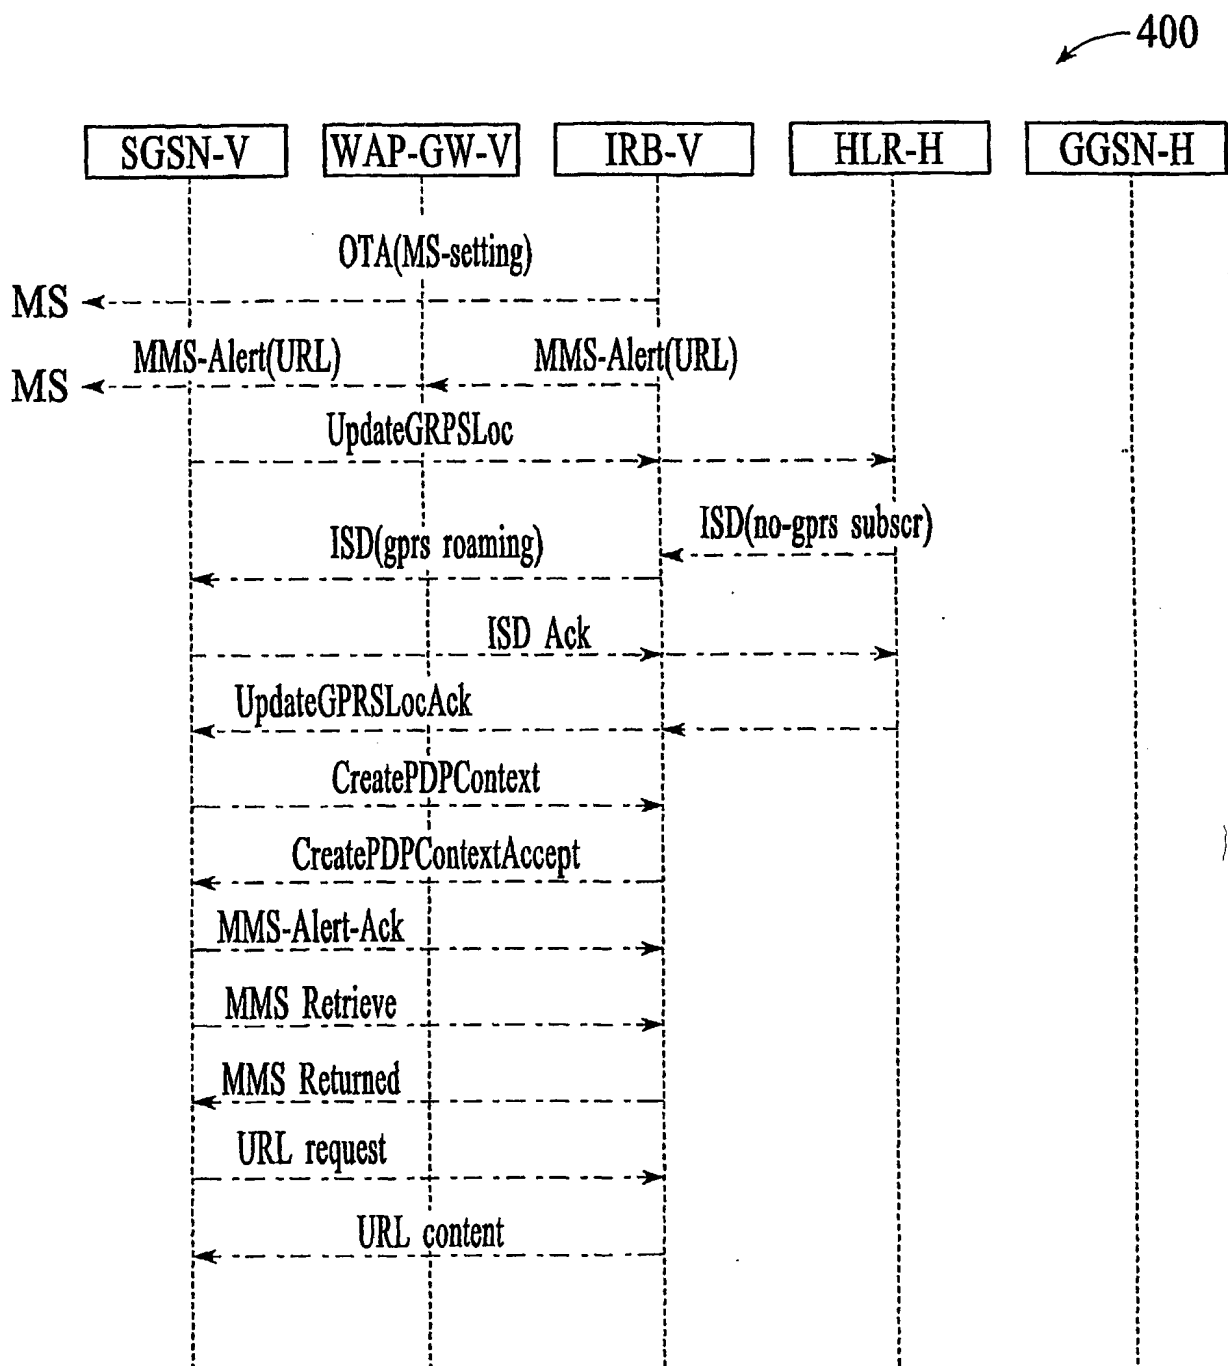 400
SGSN-V
WAP-GW-V
IRB-V
HLR-H
GGSN-H
OTA(MS-setting)
MS
MMS-Alert(URL)
MMS-Alert(URL)
MS
UpdateGRPSLoc
ISD(no-gprs subscr)
ISD(gprs roaming)
ISD Ack
UpdateGPRSLocAck
CreatePDPContext
CreatePDPContextAccept
MMS-Alert-Ack
MMS Retrieve
MMS Returned
URL request
URL content